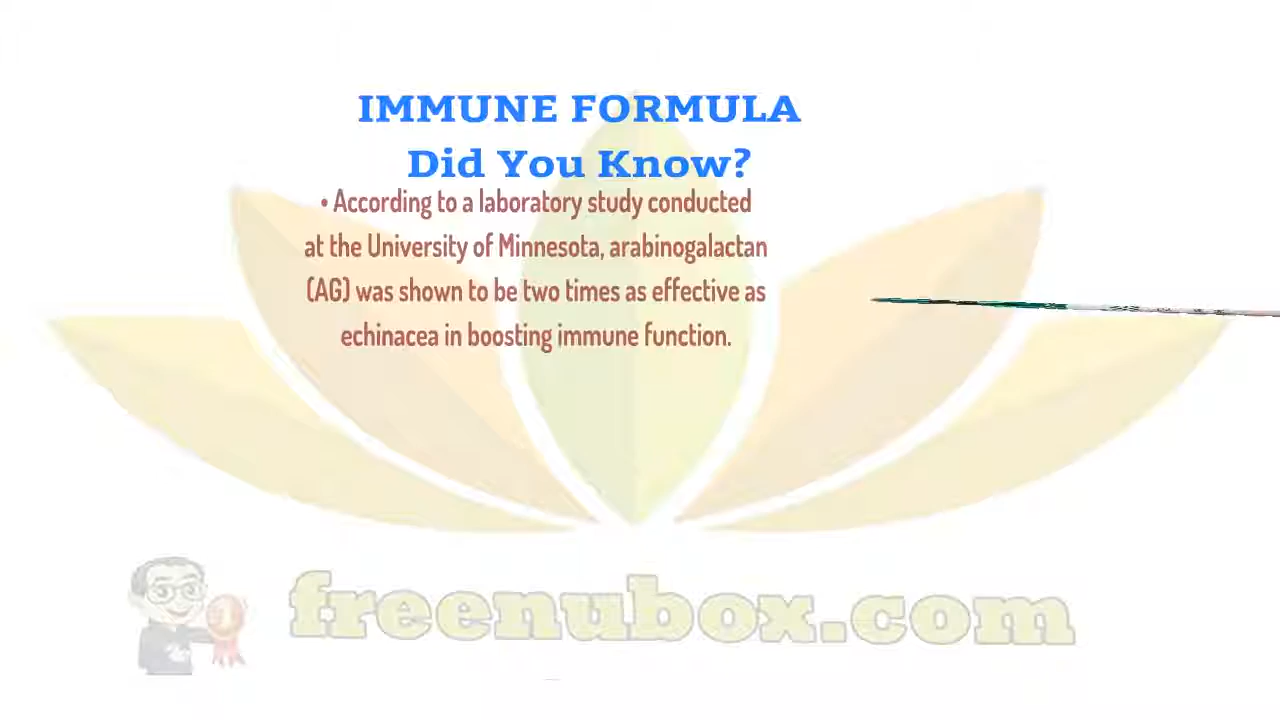 IMMUNE FORMULA
Did You Know?
• According to a laboratory study conducted
at the University of Minnesota, arabinogalactan
(AG) was shown to be two times as effective as
echinacea in boosting immune function.
freenubox.com